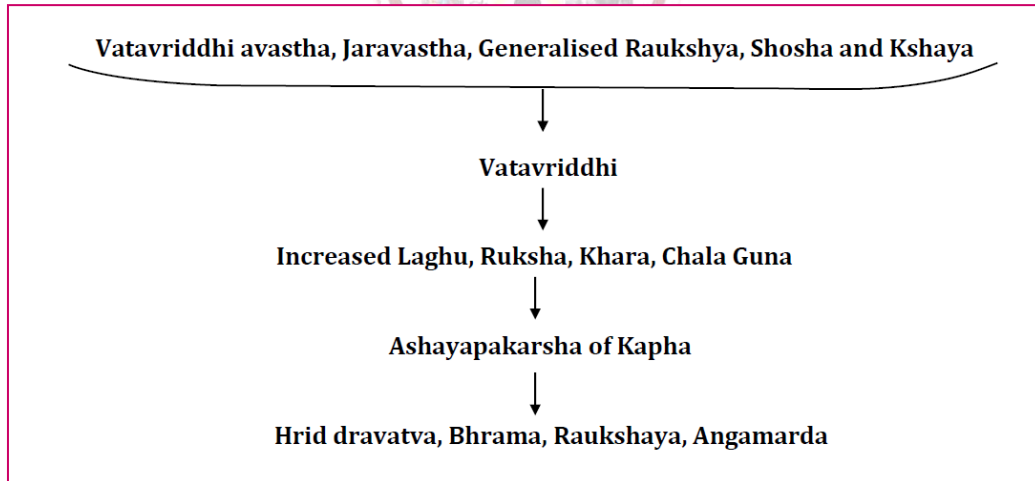 Vatavriddhi avastha, Jaravastha, Generalised Raukshya, Shosha and Kshaya
Vatavriddhi
Increased Laghu, Ruksha, Khara, Chala Guna
Ashayapakarsha of Kapha
Hrid dravatva, Bhrama, Raukshaya, Angamarda